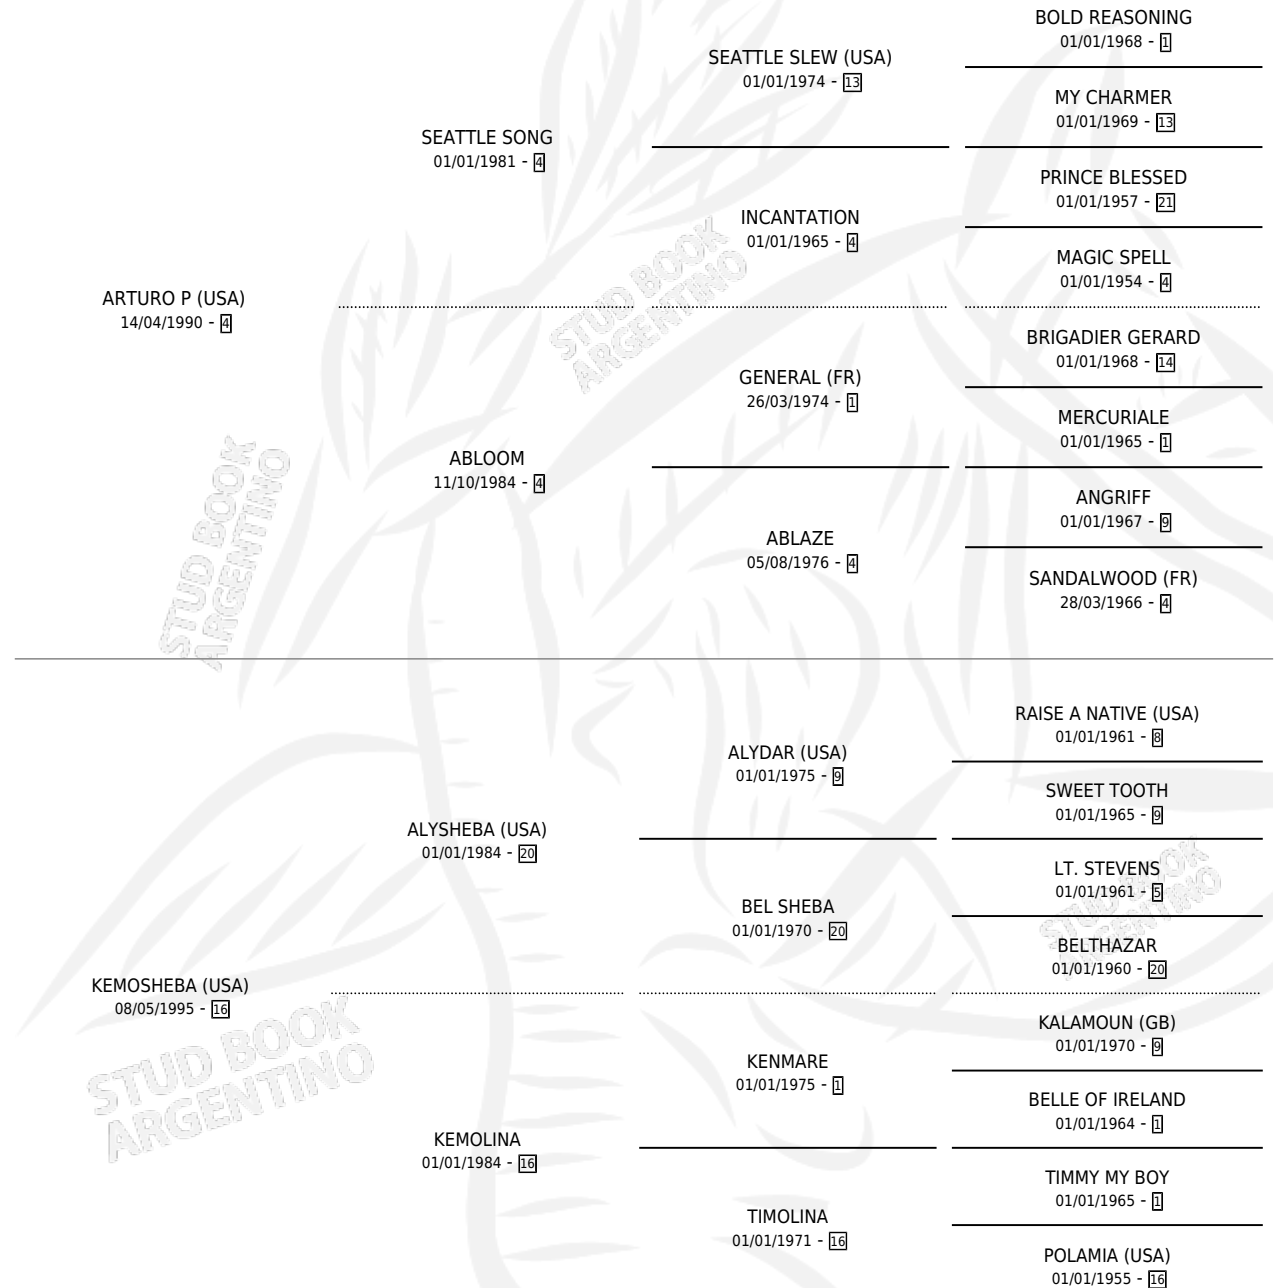 BOLD REASONING
01/01/1968 - 1
SEATTLE SLEW (USA)
01/01/1974 - 13
MY CHARMER
01/01/1969 - 13
SEATTLE SONG
01/01/1981 - 4
PRINCE BLESSED
01/01/1957 - 21
INCANTATION
01/01/1965 - 4
MAGIC SPELL
01/01/1954 - 4
ARTURO P (USA)
14/04/1990 - 4
BRIGADIER GERARD
01/01/1968 - 14
GENERAL (FR)
26/03/1974 - 1
MERCURIALE
01/01/1965 - 1
ABLOOM
11/10/1984 - 4
ANGRIFF
01/01/1967 - 9
ABLAZE
05/08/1976 - 4
SANDALWOOD (FR)
28/03/1966 - 4
RAISE A NATIVE (USA)
01/01/1961 - 8
ALYDAR (USA)
01/01/1975 - 9
SWEET TOOTH
01/01/1965 - 9
ALYSHEBA (USA)
01/01/1984 - 20
LT. STEVENS
01/01/1961 - 5
BEL SHEBA
01/01/1970 - 20
BELTHAZAR
01/01/1960 - 20
KEMOSHEBA (USA)
08/05/1995 - 16
KALAMOUN (GB)
01/01/1970 - 9
KENMARE
01/01/1975 - 1
BELLE OF IRELAND
01/01/1964 - 1
KEMOLINA
01/01/1984 - 16
TIMMY MY BOY
01/01/1965 - 1
TIMOLINA
01/01/1971 - 16
POLAMIA (USA)
01/01/1955 - 16
STUD BOOK
ARGENTINO
STUD BOOK
ARGENTINO
STUD BOOK
ARGENTINO
STUD BOOK
ARGENTINO